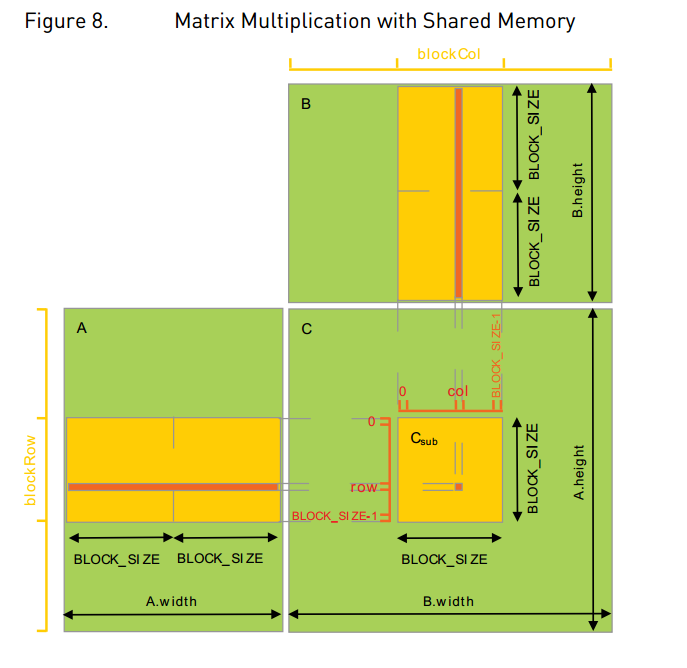 Figure 8. Matrix Multiplication with Shared Memory
blockCol
B
BLOCK_SIZE
BLOCK_SIZE
B.height
A
C
BLOCK_SIZE-1
0
col
0
Csub
row
BLOCK_SIZE-1
blockRow
BLOCK_SIZE
A.height
BLOCK_SIZE
BLOCK_SIZE
BLOCK_SIZE
A.width
B.width